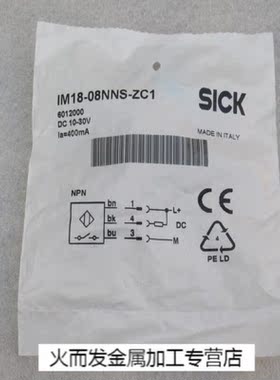 IM18-08NNS-ZC1
6012000
DC 10-30V
Ia=400mA
SICK
MADE IN ITALY
NPN
bn 1 L+
bk 4 DC
bu 3 M
CE
4
PE LD
火而发金属加工专营店